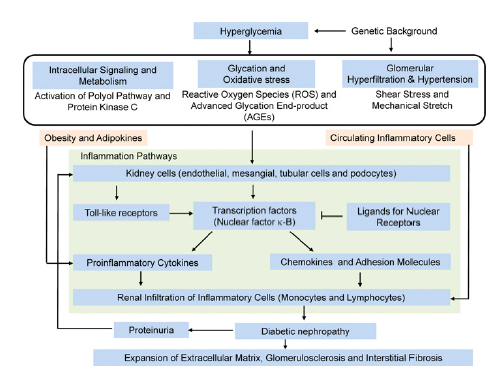 Hyperglycemia
Genetic Background
Intracellular Signaling and
Metabolism
Activation of Polyol Pathway and
Protein Kinase C
Glycation and
Oxidative stress
Reactive Oxygen Species (ROS) and
Advanced Glycation End-product
(AGEs)
Glomerular
Hyperfiltration & Hypertension
Shear Stress and
Mechanical Stretch
Obesity and Adipokines
Circulating Inflammatory Cells
Inflammation Pathways
Kidney cells (endothelial, mesangial, tubular cells and podocytes)
Toll-like receptors
Transcription factors
(Nuclear factor κ-B)
Ligands for Nuclear
Receptors
Proinflammatory Cytokines
Chemokines and Adhesion Molecules
Renal Infiltration of Inflammatory Cells (Monocytes and Lymphocytes)
Proteinuria
Diabetic nephropathy
Expansion of Extracellular Matrix, Glomerulosclerosis and Interstitial Fibrosis